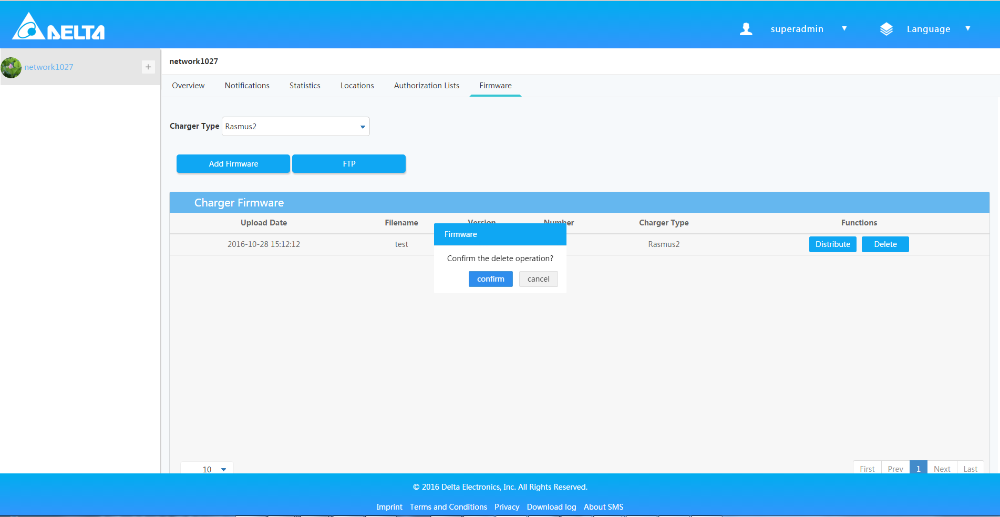 DELTA
superadmin ▼ Language ▼
network1027 +
network1027
Overview Notifications Statistics Locations Authorization Lists Firmware
Charger Type Rasmus2
Add Firmware FTP
Charger Firmware
Upload Date Filename Version Number Charger Type Functions
2016-10-28 15:12:12 test Rasmus2 Distribute Delete
Firmware
Confirm the delete operation?
confirm cancel
10 First Prev 1 Next Last
© 2016 Delta Electronics, Inc. All Rights Reserved.
Imprint Terms and Conditions Privacy Download log About SMS